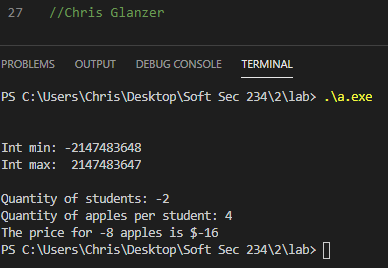 27 //Chris Glanzer
PROBLEMS OUTPUT DEBUG CONSOLE TERMINAL
PS C:\Users\Chris\Desktop\Soft Sec 234\2\lab> .\a.exe
Int min: -2147483648
Int max: 2147483647
Quantity of students: -2
Quantity of apples per student: 4
The price for -8 apples is $-16
PS C:\Users\Chris\Desktop\Soft Sec 234\2\lab>